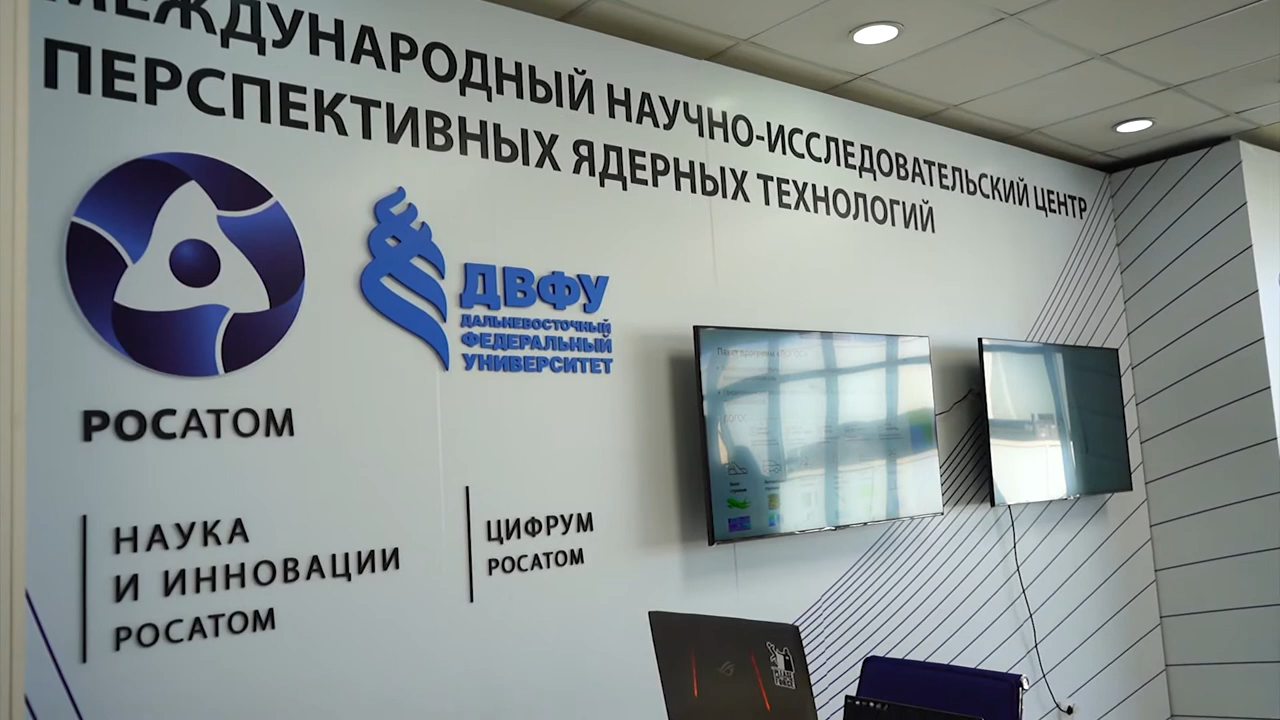 МЕЖДУНАРОДНЫЙ НАУЧНО-ИССЛЕДОВАТЕЛЬСКИЙ ЦЕНТР
ПЕРСПЕКТИВНЫХ ЯДЕРНЫХ ТЕХНОЛОГИЙ
ДВФУ
ДАЛЬНЕВОСТОЧНЫЙ
ФЕДЕРАЛЬНЫЙ
УНИВЕРСИТЕТ
РОСАТОМ
НАУКА
И ИННОВАЦИИ
РОСАТОМ
ЦИФРУМ
РОСАТОМ